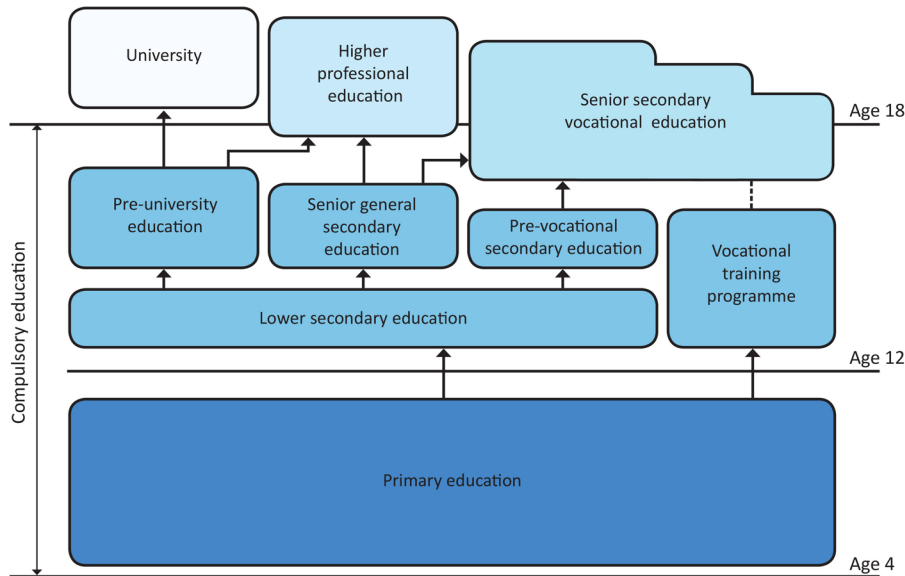 University
Higher
professional
education
Senior secondary
vocational education
Age 18
Pre-university
education
Senior general
secondary
education
Pre-vocational
secondary education
Vocational
training
programme
Lower secondary education
Compulsory education
Age 12
Primary education
Age 4